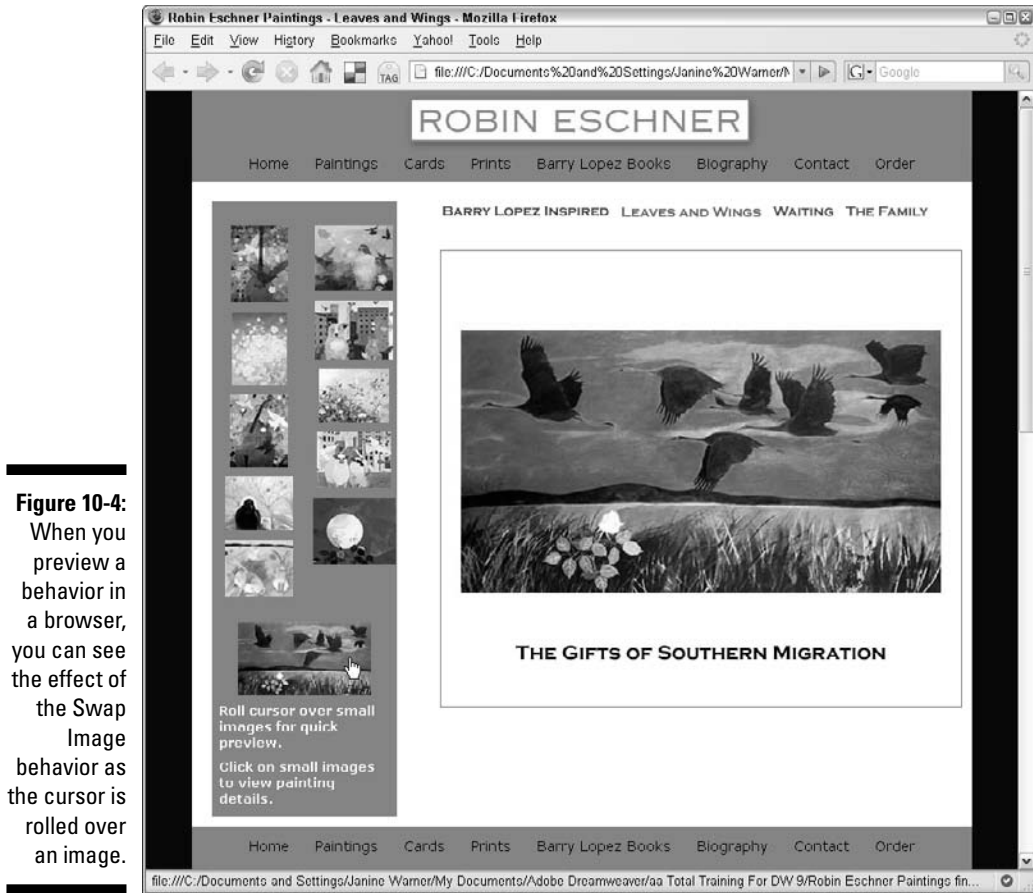 Robin Eschner Paintings - Leaves and Wings - Mozilla Firefox
File Edit View History Bookmarks Yahoo! Tools Help
TAG file:///C:/Documents%20and%20Settings/Janine%20Warner/M G Google
ROBIN ESCHNER
Home Paintings Cards Prints Barry Lopez Books Biography Contact Order
BARRY LOPEZ INSPIRED LEAVES AND WINGS WAITING THE FAMILY
THE GIFTS OF SOUTHERN MIGRATION
Roll cursor over small
images for quick
preview.
Click on small images
to view painting
details.
Home Paintings Cards Prints Barry Lopez Books Biography Contact Order
file:///C:/Documents and Settings/Janine Warner/My Documents/Adobe Dreamweaver/aa Total Training For DW 9/Robin Eschner Paintings fin...
Figure 10-4:
When you
preview a
behavior in
a browser,
you can see
the effect of
the Swap
Image
behavior as
the cursor is
rolled over
an image.